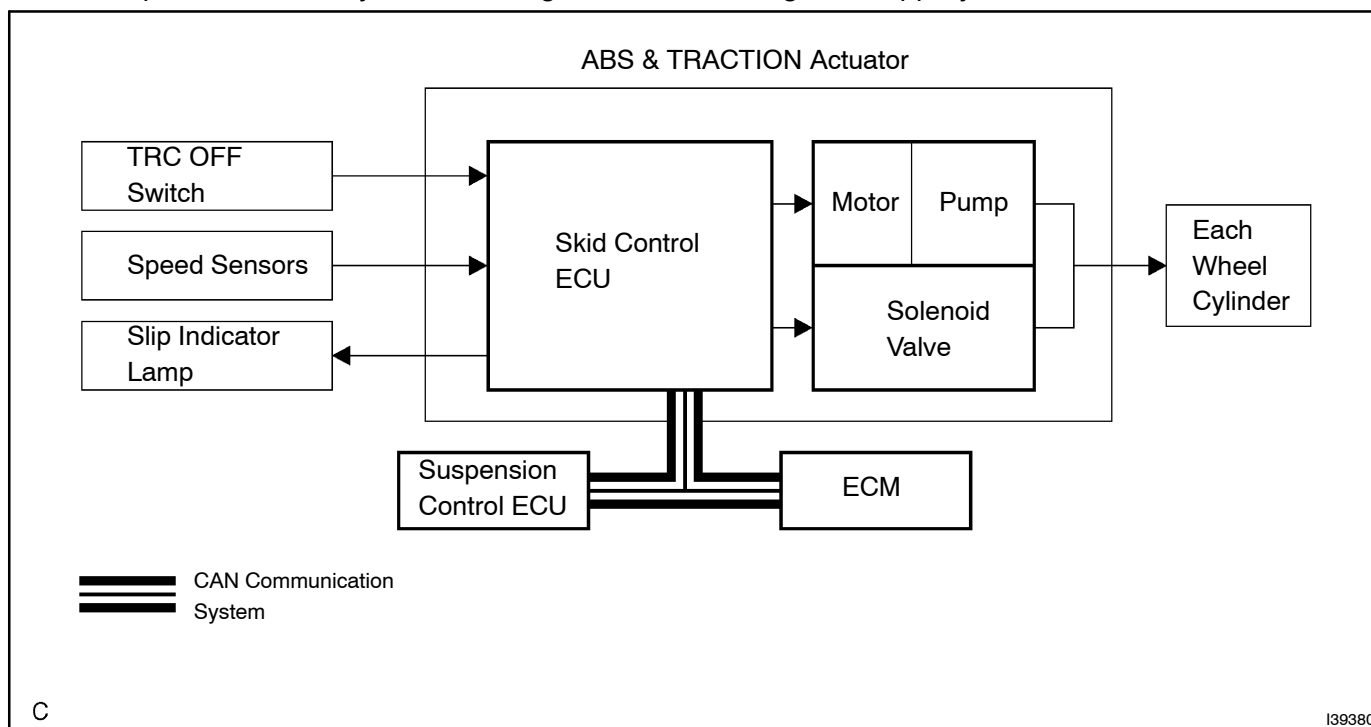 ABS & TRACTION Actuator
TRC OFF
Switch
Speed Sensors
Slip Indicator
Lamp
Skid Control
ECU
Motor
Pump
Solenoid
Valve
Each
Wheel
Cylinder
Suspension
Control ECU
ECM
CAN Communication
System
C
I39380